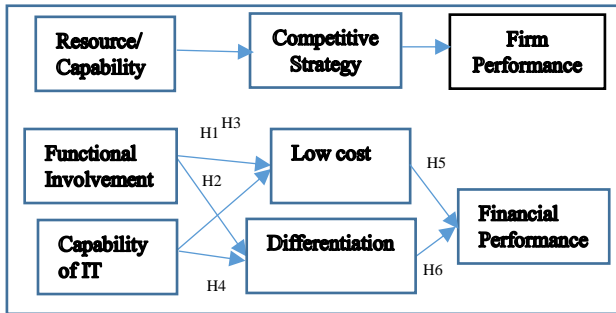 Resource/
Capability
Competitive
Strategy
Firm
Performance
Functional
Involvement
H1
H3
Low cost
H2
H5
Capability
of IT
Differentiation
Financial
Performance
H4
H6